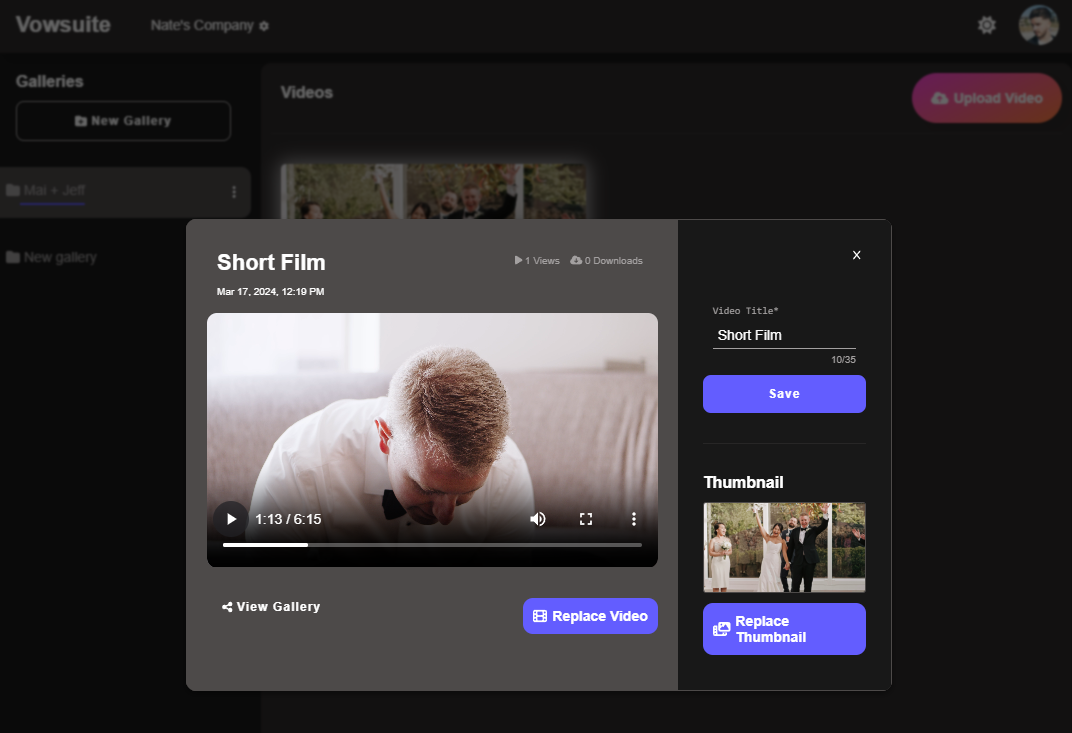 Vowsuite
Nate's Company
Galleries
New Gallery
Mai + Jeff
New gallery
Videos
Upload Video
Short Film
1 Views
0 Downloads
Mar 17, 2024, 12:19 PM
1:13 / 6:15
View Gallery
Replace Video
X
Video Title*
Short Film
10/35
Save
Thumbnail
Replace
Thumbnail